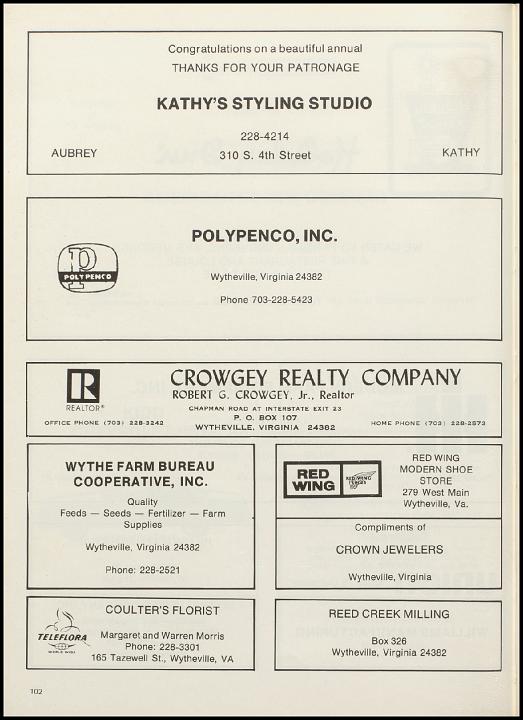 Congratulations on a beautiful annual
THANKS FOR YOUR PATRONAGE
KATHY'S STYLING STUDIO
228-4214
AUBREY 310 S. 4th Street KATHY
POLYPENCO, INC.
P
POLYPENCO
Wytheville, Virginia 24382
Phone 703-228-5423
CROWGEY REALTY COMPANY
ROBERT G. CROWGEY, Jr., Realtor
R
REALTOR®
CHAPMAN ROAD AT INTERSTATE EXIT 23
P. O. BOX 107
OFFICE PHONE (703) 228-3242
HOME PHONE (703) 228-2573
WYTHEVILLE, VIRGINIA 24382
WYTHE FARM BUREAU
COOPERATIVE, INC.
Quality
Feeds — Seeds — Fertilizer — Farm
Supplies
Wytheville, Virginia 24382
Phone: 228-2521
RED
WING
RED WING
SHOES
RED WING
MODERN SHOE
STORE
279 West Main
Wytheville, Va.
Compliments of
CROWN JEWELERS
Wytheville, Virginia
COULTER'S FLORIST
TELEFLORA
WORLD WIDE
Margaret and Warren Morris
Phone: 228-3301
165 Tazewell St., Wytheville, VA
REED CREEK MILLING
Box 326
Wytheville, Virginia 24382
102